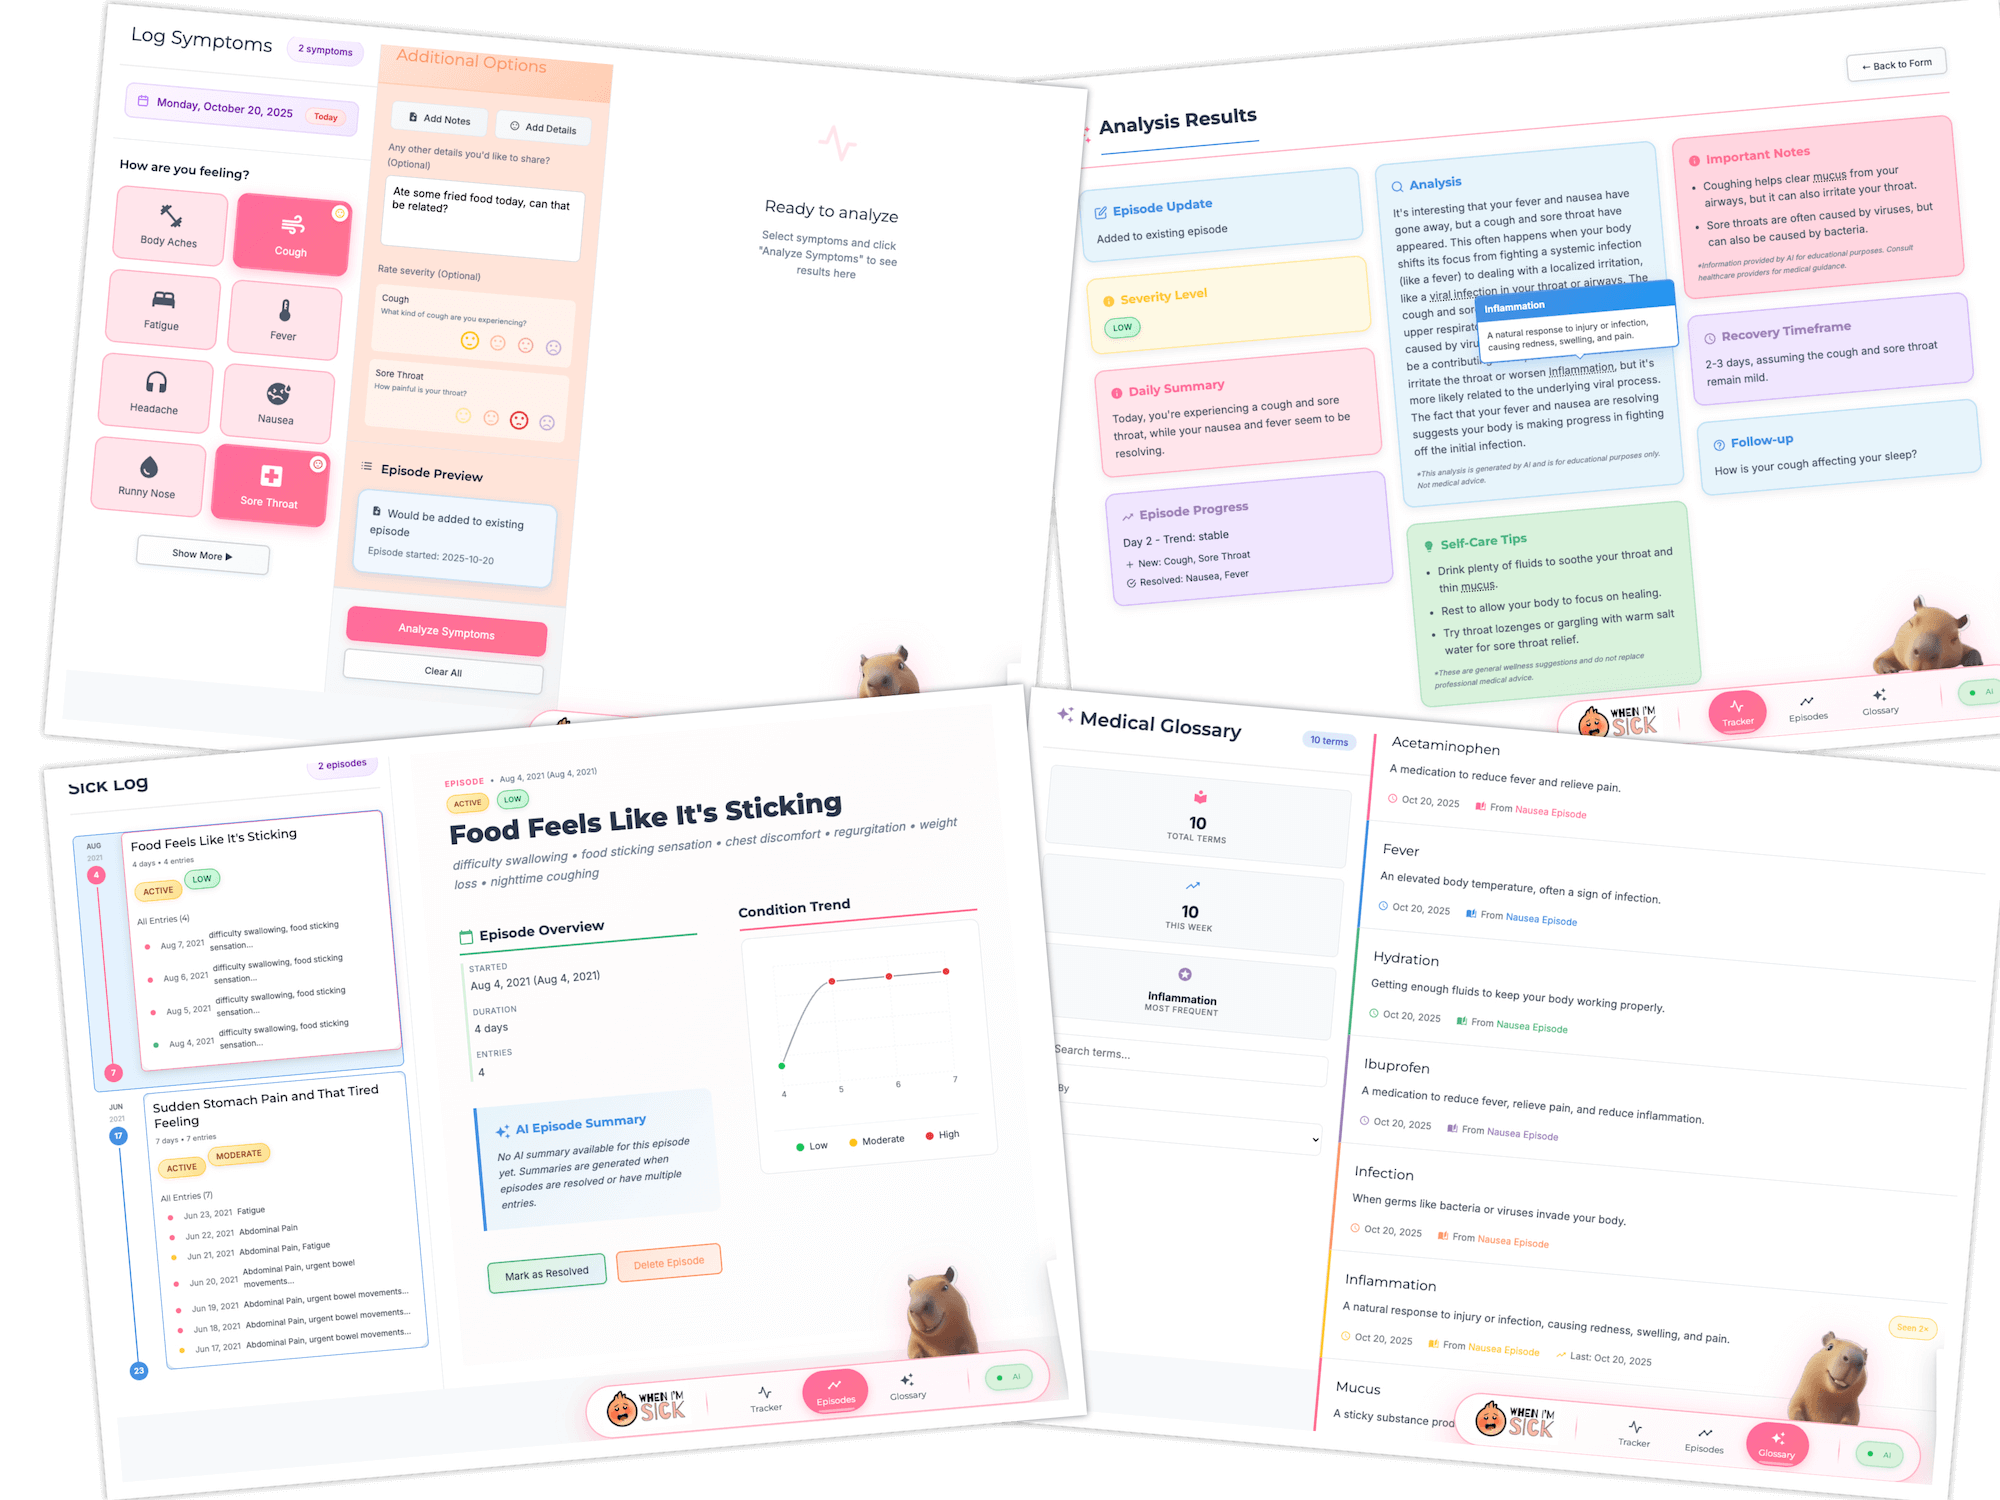 Log Symptoms
2 symptoms
Monday, October 20, 2025
Today
How are you feeling?
Body Aches
Cough
Fatigue
Fever
Headache
Nausea
Runny Nose
Sore Throat
Show More ▶
Additional Options
Add Notes
Add Details
Any other details you'd like to share?
(Optional)
Ate some fried food today, can that
be related?
Rate severity (Optional)
Cough
What kind of cough are you experiencing?
Sore Throat
How painful is your throat?
Episode Preview
Would be added to existing
episode
Episode started: 2025-10-20
Analyze Symptoms
Clear All
Ready to analyze
Select symptoms and click
"Analyze Symptoms" to see
results here
← Back to Form
Analysis Results
Episode Update
Added to existing episode
Severity Level
LOW
Daily Summary
Today, you're experiencing a cough and sore
throat, while your nausea and fever seem to be
resolving.
Episode Progress
Day 2 - Trend: stable
+ New: Cough, Sore Throat
Resolved: Nausea, Fever
Analysis
It's interesting that your fever and nausea have
gone away, but a cough and sore throat have
appeared. This often happens when your body
shifts its focus from fighting a systemic infection
(like a fever) to dealing with a localized irritation,
like a viral infection in your throat or airways. The
cough and sor
upper respirat
caused by viru
be a contributi
irritate the throat or worsen Inflammation, but it's
more likely related to the underlying viral process.
The fact that your fever and nausea are resolving
suggests your body is making progress in fighting
off the initial infection.
*This analysis is generated by AI and is for educational purposes only.
Not medical advice.
Inflammation
A natural response to injury or infection,
causing redness, swelling, and pain.
Self-Care Tips
• Drink plenty of fluids to soothe your throat and
thin mucus.
• Rest to allow your body to focus on healing.
• Try throat lozenges or gargling with warm salt
water for sore throat relief.
*These are general wellness suggestions and do not replace
professional medical advice.
Important Notes
• Coughing helps clear mucus from your
airways, but it can also irritate your throat.
• Sore throats are often caused by viruses, but
can also be caused by bacteria.
*Information provided by AI for educational purposes. Consult
healthcare providers for medical guidance.
Recovery Timeframe
2-3 days, assuming the cough and sore throat
remain mild.
Follow-up
How is your cough affecting your sleep?
WHEN I'M
SICK
Tracker
Episodes
Glossary
AI
SICK Log
2 episodes
AUG
2021
4
7
Food Feels Like It's Sticking
4 days • 4 entries
ACTIVE
LOW
All Entries (4)
Aug 7, 2021 difficulty swallowing, food sticking
sensation...
Aug 6, 2021 difficulty swallowing, food sticking
sensation...
Aug 5, 2021 difficulty swallowing, food sticking
sensation...
Aug 4, 2021 difficulty swallowing, food sticking
sensation...
JUN
2021
17
23
Sudden Stomach Pain and That Tired
Feeling
7 days • 7 entries
ACTIVE
MODERATE
All Entries (7)
Jun 23, 2021 Fatigue
Jun 22, 2021 Abdominal Pain
Jun 21, 2021 Abdominal Pain, Fatigue
Jun 20, 2021 Abdominal Pain, urgent bowel
movements...
Jun 19, 2021 Abdominal Pain, urgent bowel movements...
Jun 18, 2021 Abdominal Pain, urgent bowel movements...
Jun 17, 2021 Abdominal Pain, urgent bowel movements...
EPISODE • Aug 4, 2021 (Aug 4, 2021)
ACTIVE
LOW
Food Feels Like It's Sticking
difficulty swallowing • food sticking sensation • chest discomfort • regurgitation • weight
loss • nighttime coughing
Episode Overview
STARTED
Aug 4, 2021 (Aug 4, 2021)
DURATION
4 days
ENTRIES
4
AI Episode Summary
No AI summary available for this episode
yet. Summaries are generated when
episodes are resolved or have multiple
entries.
Mark as Resolved
Delete Episode
Condition Trend
4
5
6
7
Low
Moderate
High
WHEN I'M
SICK
Tracker
Episodes
Glossary
AI
Medical Glossary
10 terms
10
TOTAL TERMS
10
THIS WEEK
Inflammation
MOST FREQUENT
Search terms...
By
Acetaminophen
A medication to reduce fever and relieve pain.
Oct 20, 2025 From Nausea Episode
Fever
An elevated body temperature, often a sign of infection.
Oct 20, 2025 From Nausea Episode
Hydration
Getting enough fluids to keep your body working properly.
Oct 20, 2025 From Nausea Episode
Ibuprofen
A medication to reduce fever, relieve pain, and reduce inflammation.
Oct 20, 2025 From Nausea Episode
Infection
When germs like bacteria or viruses invade your body.
Oct 20, 2025 From Nausea Episode
Inflammation
A natural response to injury or infection, causing redness, swelling, and pain.
Seen 2×
Oct 20, 2025 From Nausea Episode Last: Oct 20, 2025
Mucus
A sticky substance prod
WHEN I'M
SICK
Tracker
Episodes
Glossary
AI